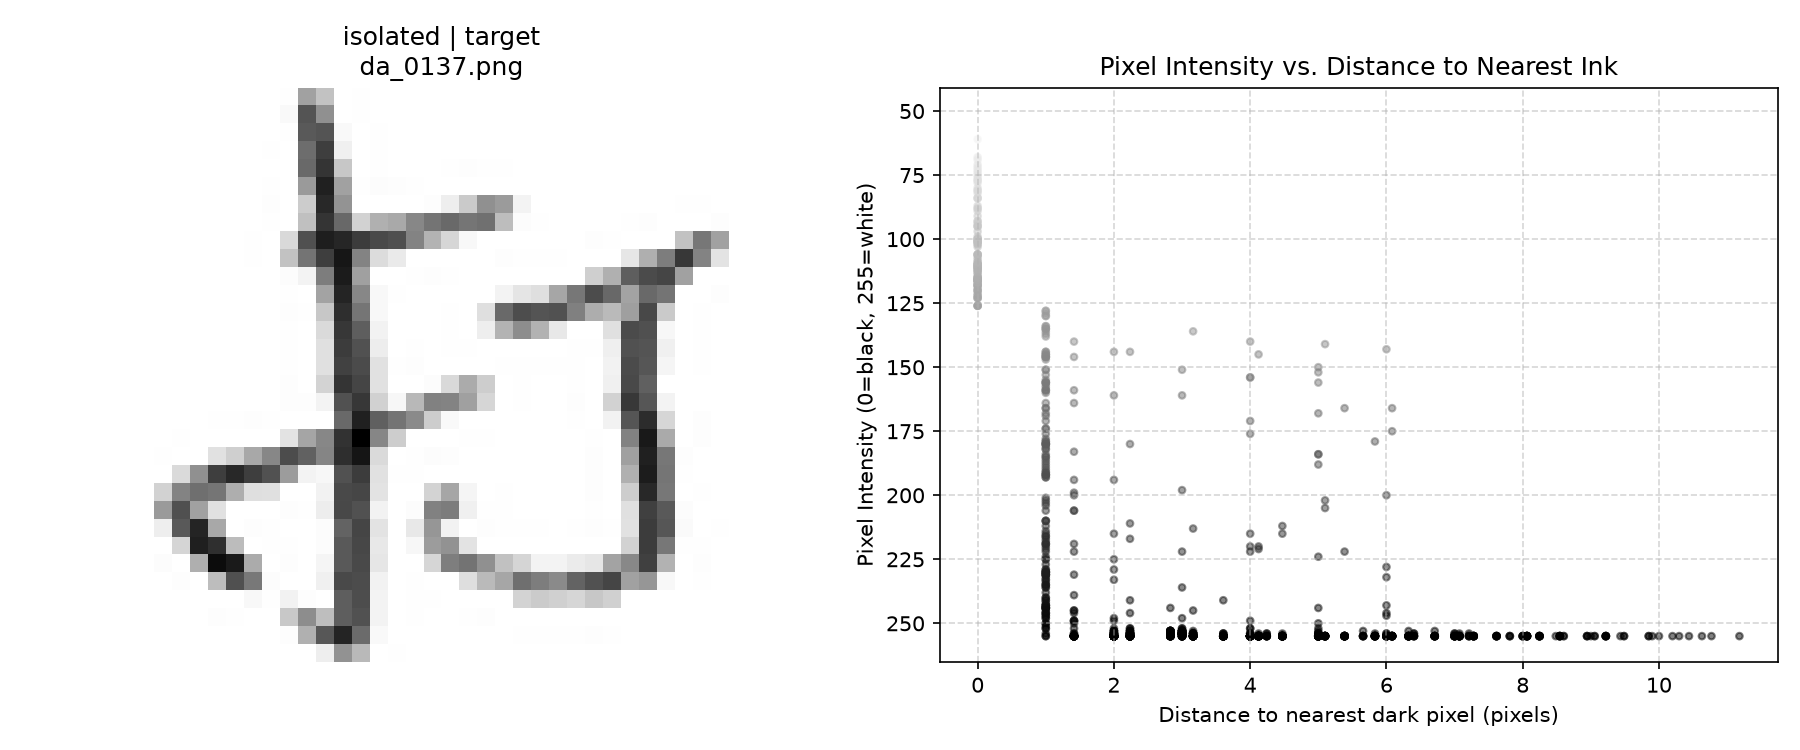 isolated | target
da_0137.png
打
Pixel Intensity vs. Distance to Nearest Ink
Pixel Intensity (0=black, 255=white)
50
75
100
125
150
175
200
225
250
0 2 4 6 8 10
Distance to nearest dark pixel (pixels)